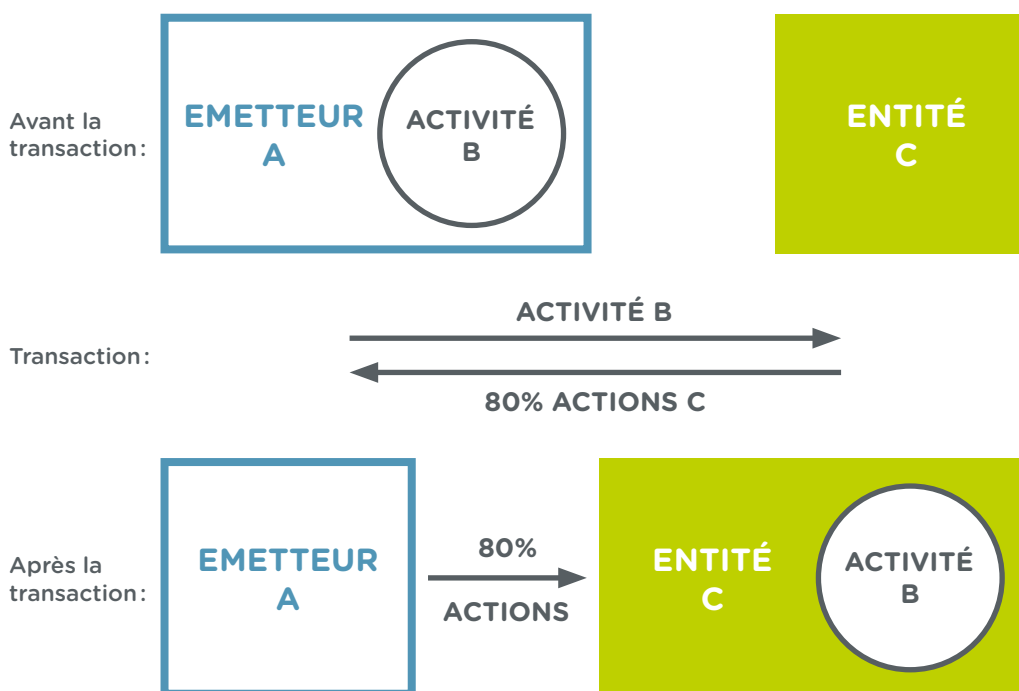 Avant la
transaction :
EMETTEUR
A
ACTIVITÉ
B
ENTITÉ
C
Transaction :
ACTIVITÉ B
80% ACTIONS C
Après la
transaction :
EMETTEUR
A
80%
ACTIONS
ENTITÉ
C
ACTIVITÉ
B